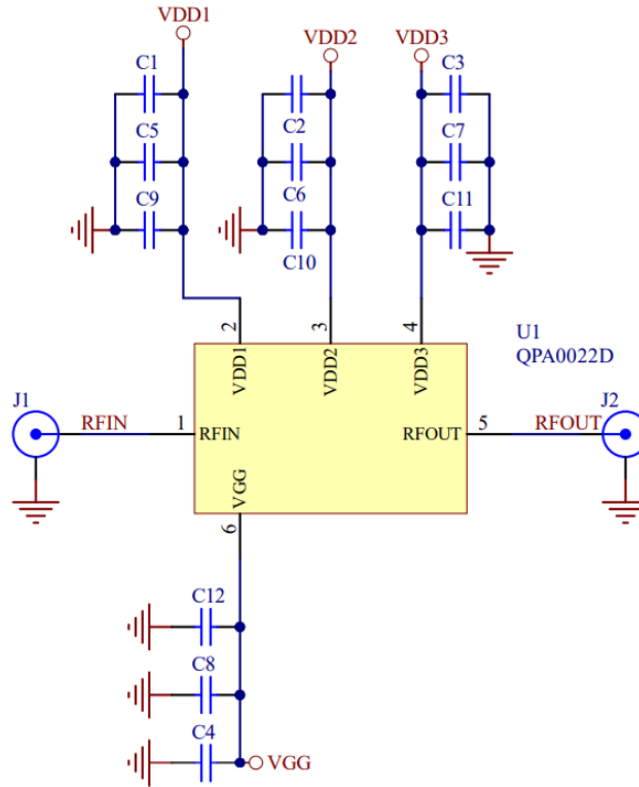 VDD1
VDD2
VDD3
C1
C3
C5
C2
C7
C9
C6
C11
C10
2
3
4
U1
QPA0022D
VDD1
VDD2
VDD3
J1
RFIN
1
RFIN
RFOUT
5
RFOUT
J2
VGG
6
C12
C8
C4
VGG